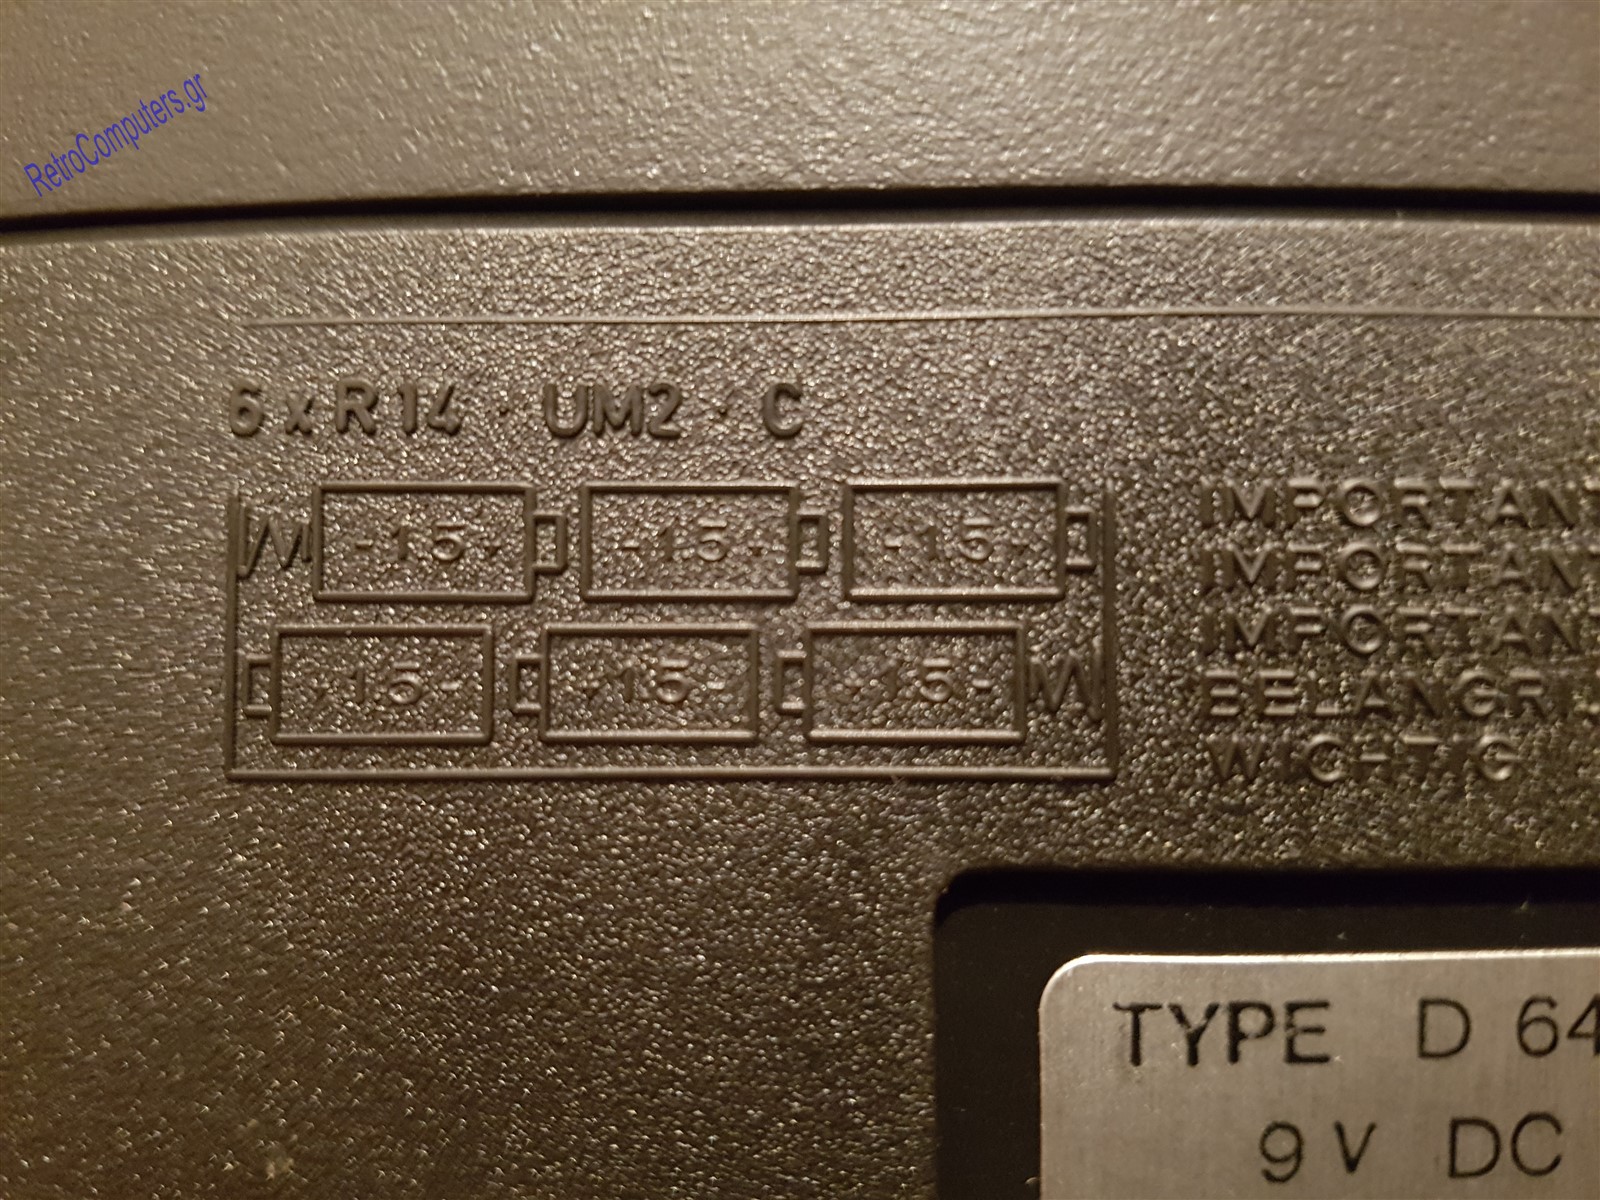 RetroComputers.gr
6 x R14 · UM2 · C
-1.5+ -1.5+ -1.5+
+1.5- +1.5- +1.5-
IMPORTANT
IMPORTANT
IMPORTANT
BELANGRIJ
WICHTIG
TYPE D 64
9 V DC